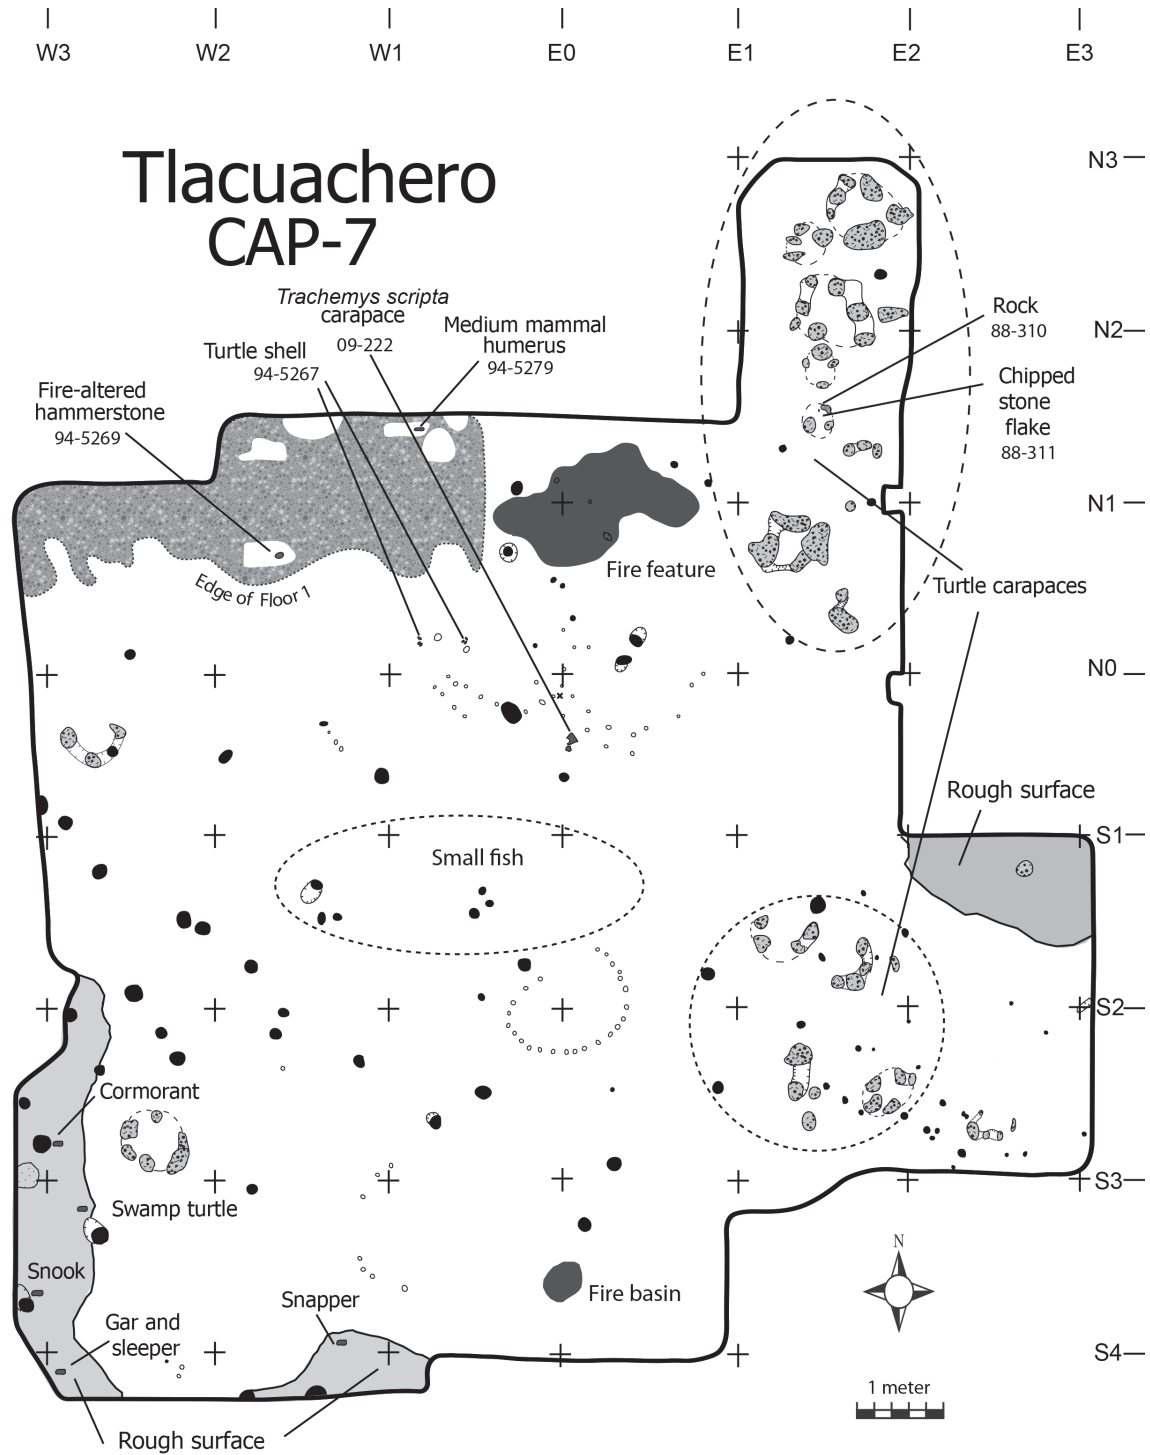 W3 W2 W1 E0 E1 E2 E3
Tlacuachero
CAP-7
N3
Trachemys scripta
carapace
09-222
Medium mammal
humerus
94-5279
Turtle shell
94-5267
Fire-altered
hammerstone
94-5269
Rock
88-310
N2
Chipped
stone
flake
88-311
N1
Fire feature
Edge of Floor 1
Turtle carapaces
N0
Rough surface
S1
Small fish
S2
Cormorant
S3
Swamp turtle
N
Snook
Snapper
Fire basin
Gar and
sleeper
S4
1 meter
Rough surface